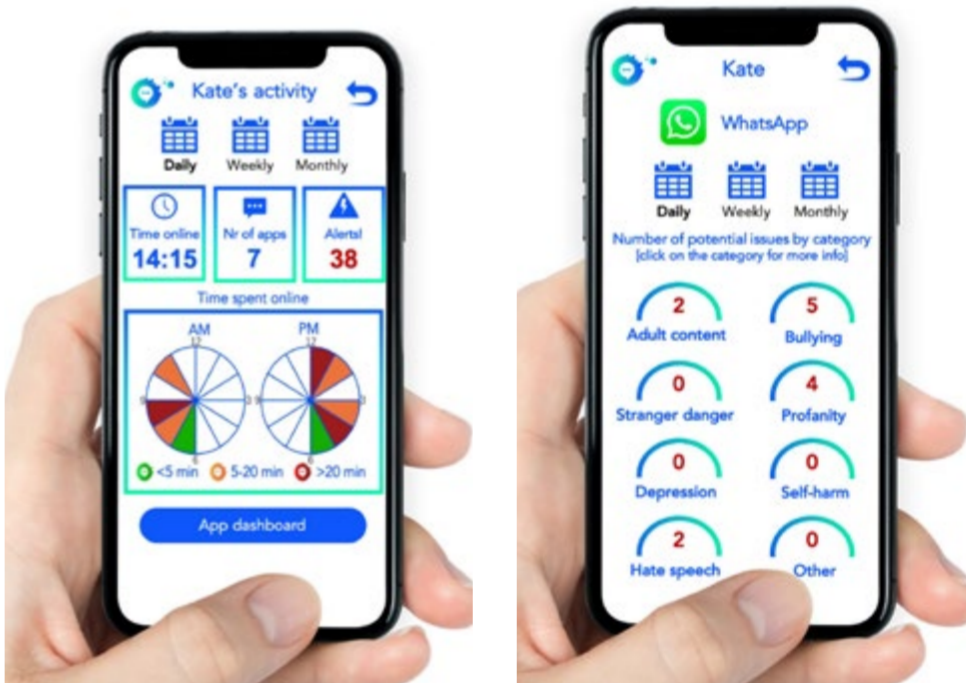 Kate's activity
Daily Weekly Monthly
Time online Nr of apps Alerts!
14:15 7 38
Time spent online
AM PM
12 12
9 3 9 3
6 6
<5 min 5-20 min >20 min
App dashboard
Kate
WhatsApp
Daily Weekly Monthly
Number of potential issues by category
[click on the category for more info]
2 5
Adult content Bullying
0 4
Stranger danger Profanity
0 0
Depression Self-harm
2 0
Hate speech Other